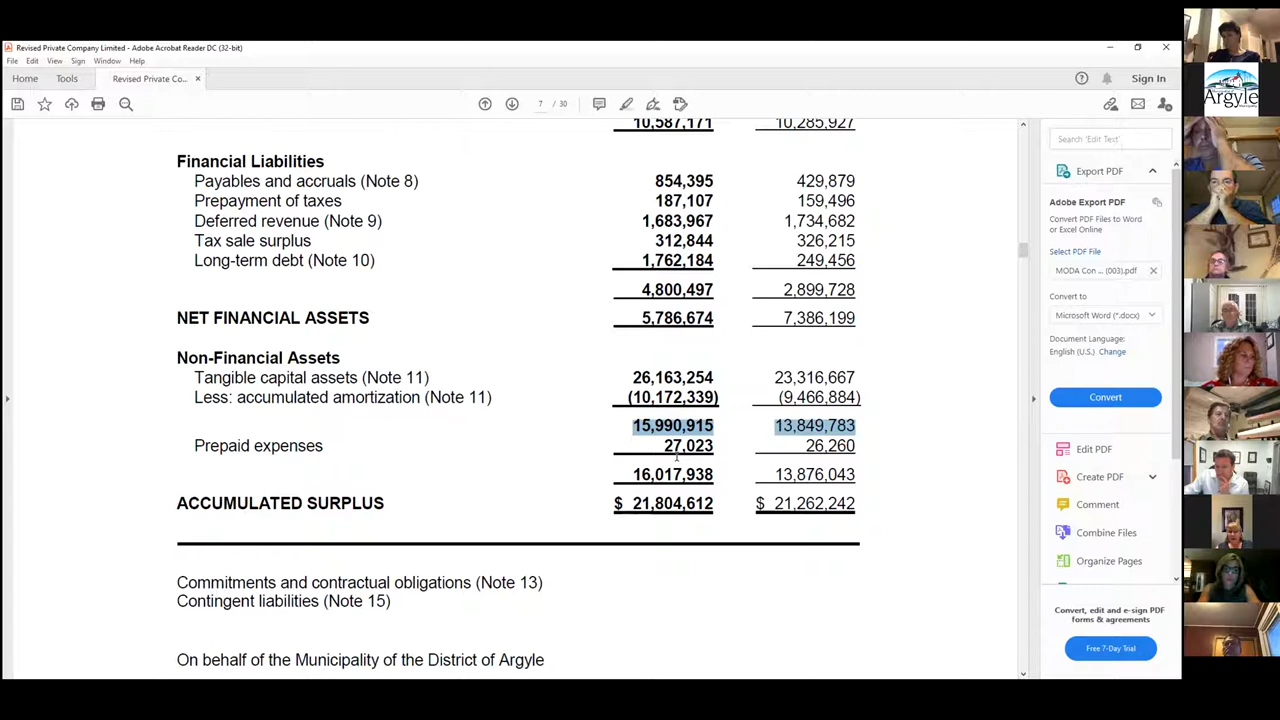 Revised Private Company Limited - Adobe Acrobat Reader DC (32-bit)
File Edit View Sign Window Help
Home Tools Revised Private Co... × Sign In
7 / 30
10,587,171 10,285,927
Financial Liabilities
Payables and accruals (Note 8) 854,395 429,879
Prepayment of taxes 187,107 159,496
Deferred revenue (Note 9) 1,683,967 1,734,682
Tax sale surplus 312,844 326,215
Long-term debt (Note 10) 1,762,184 249,456
4,800,497 2,899,728
NET FINANCIAL ASSETS 5,786,674 7,386,199
Non-Financial Assets
Tangible capital assets (Note 11) 26,163,254 23,316,667
Less: accumulated amortization (Note 11) (10,172,339) (9,466,884)
15,990,915 13,849,783
Prepaid expenses 27,023 26,260
16,017,938 13,876,043
ACCUMULATED SURPLUS $ 21,804,612 $ 21,262,242
Commitments and contractual obligations (Note 13)
Contingent liabilities (Note 15)
On behalf of the Municipality of the District of Argyle
Search 'Edit Text'
Export PDF
Adobe Export PDF
Convert PDF Files to Word
or Excel Online
Select PDF File
MODA Con ... (003).pdf
Convert to
Microsoft Word (*.docx)
Document Language:
English (U.S.) Change
Convert
Edit PDF
Create PDF
Comment
Combine Files
Organize Pages
Convert, edit and e-sign PDF
forms & agreements
Free 7-Day Trial
Argyle